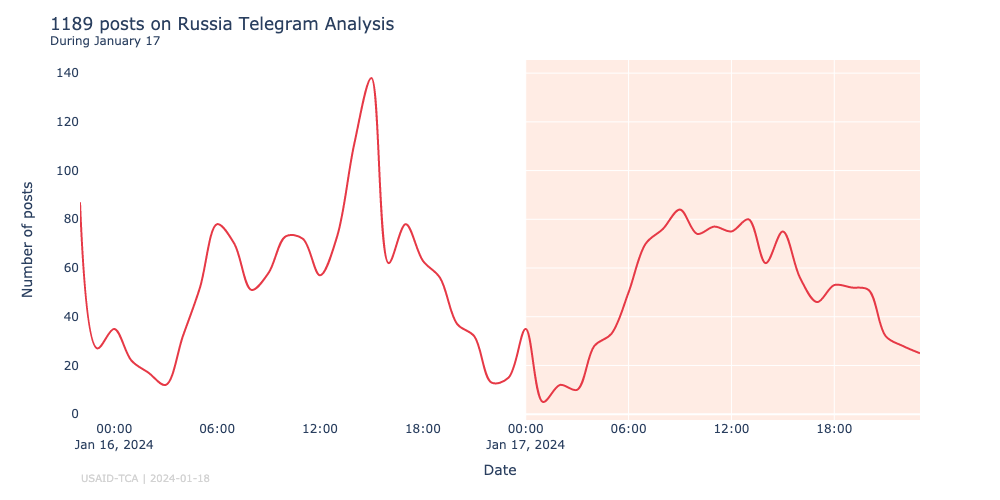 1189 posts on Russia Telegram Analysis
During January 17
Number of posts
140
120
100
80
60
40
20
0
00:00 06:00 12:00 18:00 00:00 06:00 12:00 18:00
Jan 16, 2024 Jan 17, 2024
Date
USAID-TCA | 2024-01-18